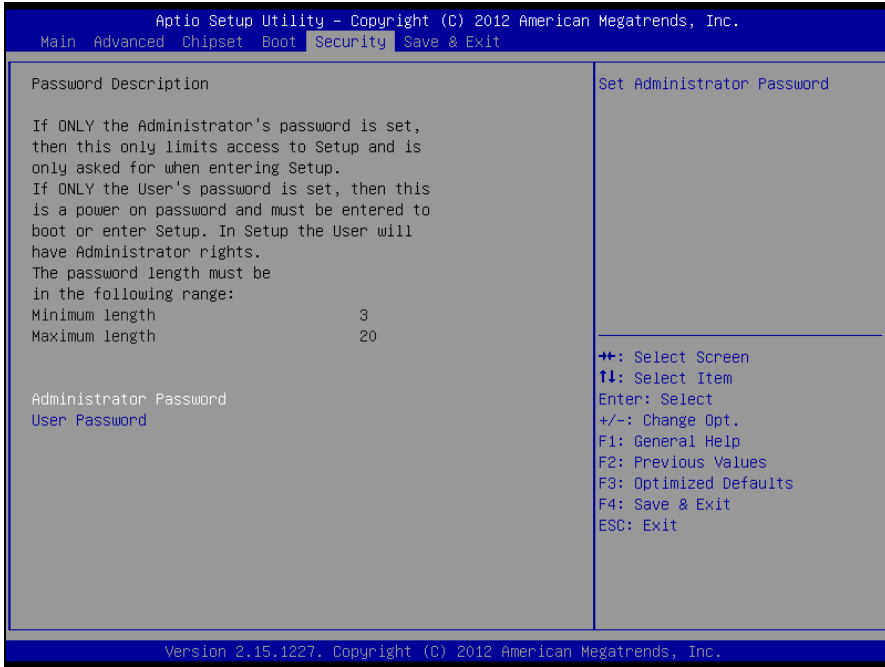 Aptio Setup Utility – Copyright (C) 2012 American Megatrends, Inc.
Main Advanced Chipset Boot Security Save & Exit
Password Description
If ONLY the Administrator's password is set,
then this only limits access to Setup and is
only asked for when entering Setup.
If ONLY the User's password is set, then this
is a power on password and must be entered to
boot or enter Setup. In Setup the User will
have Administrator rights.
The password length must be
in the following range:
Minimum length 3
Maximum length 20
Administrator Password
User Password
Set Administrator Password
→←: Select Screen
↑↓: Select Item
Enter: Select
+/-: Change Opt.
F1: General Help
F2: Previous Values
F3: Optimized Defaults
F4: Save & Exit
ESC: Exit
Version 2.15.1227. Copyright (C) 2012 American Megatrends, Inc.